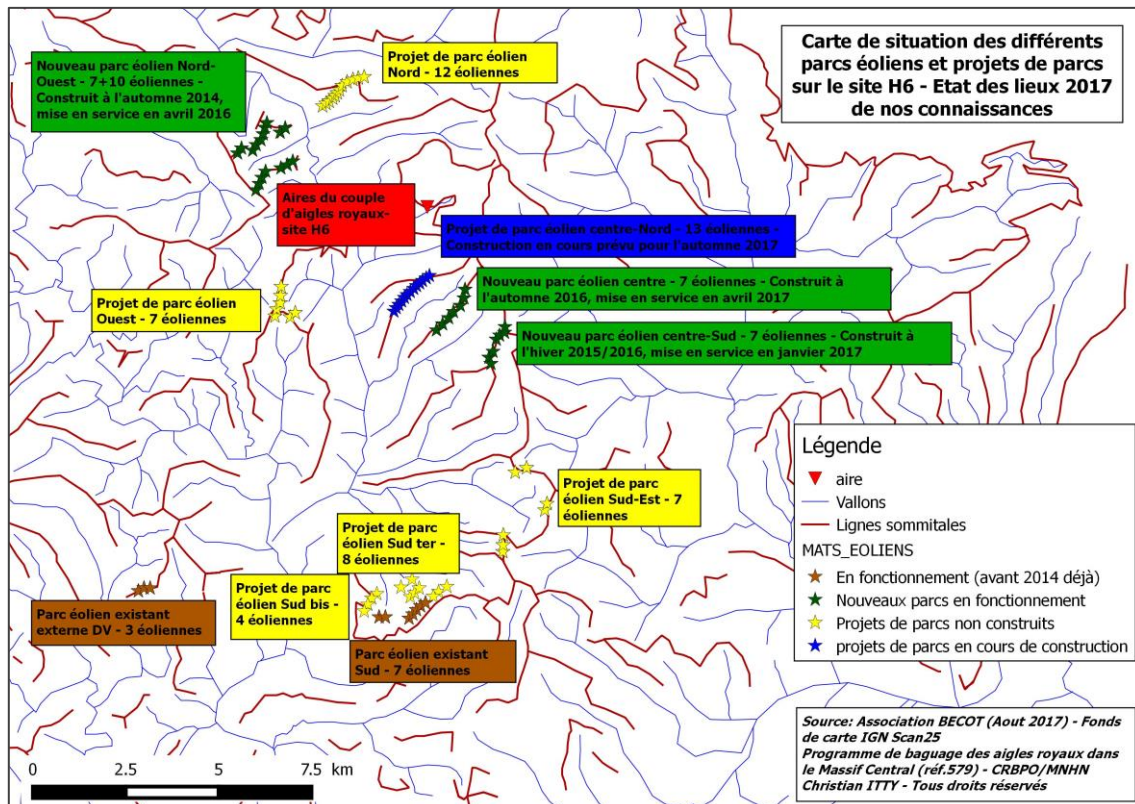 Carte de situation des différents
parcs éoliens et projets de parcs
sur le site H6 - Etat des lieux 2017
de nos connaissances
Nouveau parc éolien Nord-
Ouest - 7+10 éoliennes -
Construit à l'automne 2014,
mise en service en avril 2016
Projet de parc éolien
Nord - 12 éoliennes
Aires du couple
d'aigles royaux-
site H6
Projet de parc éolien centre-Nord - 13 éoliennes -
Construction en cours prévu pour l'automne 2017
Nouveau parc éolien centre - 7 éoliennes - Construit à
l'automne 2016, mise en service en avril 2017
Projet de parc éolien
Ouest - 7 éoliennes
Nouveau parc éolien centre-Sud - 7 éoliennes - Construit à
l'hiver 2015/2016, mise en service en janvier 2017
Projet de parc
éolien Sud-Est - 7
éoliennes
Projet de parc
éolien Sud ter -
8 éoliennes
Projet de parc
éolien Sud bis -
4 éoliennes
Parc éolien existant
externe DV - 3 éoliennes
Parc éolien existant
Sud - 7 éoliennes
Légende
aire
Vallons
Lignes sommitales
MATS_EOLIENS
En fonctionnement (avant 2014 déjà)
Nouveaux parcs en fonctionnement
Projets de parcs non construits
projets de parcs en cours de construction
Source: Association BECOT (Aout 2017) - Fonds
de carte IGN Scan25
Programme de baguage des aigles royaux dans
le Massif Central (réf.579) - CRBPO/MNHN
Christian ITTY - Tous droits réservés
0 2.5 5 7.5 km